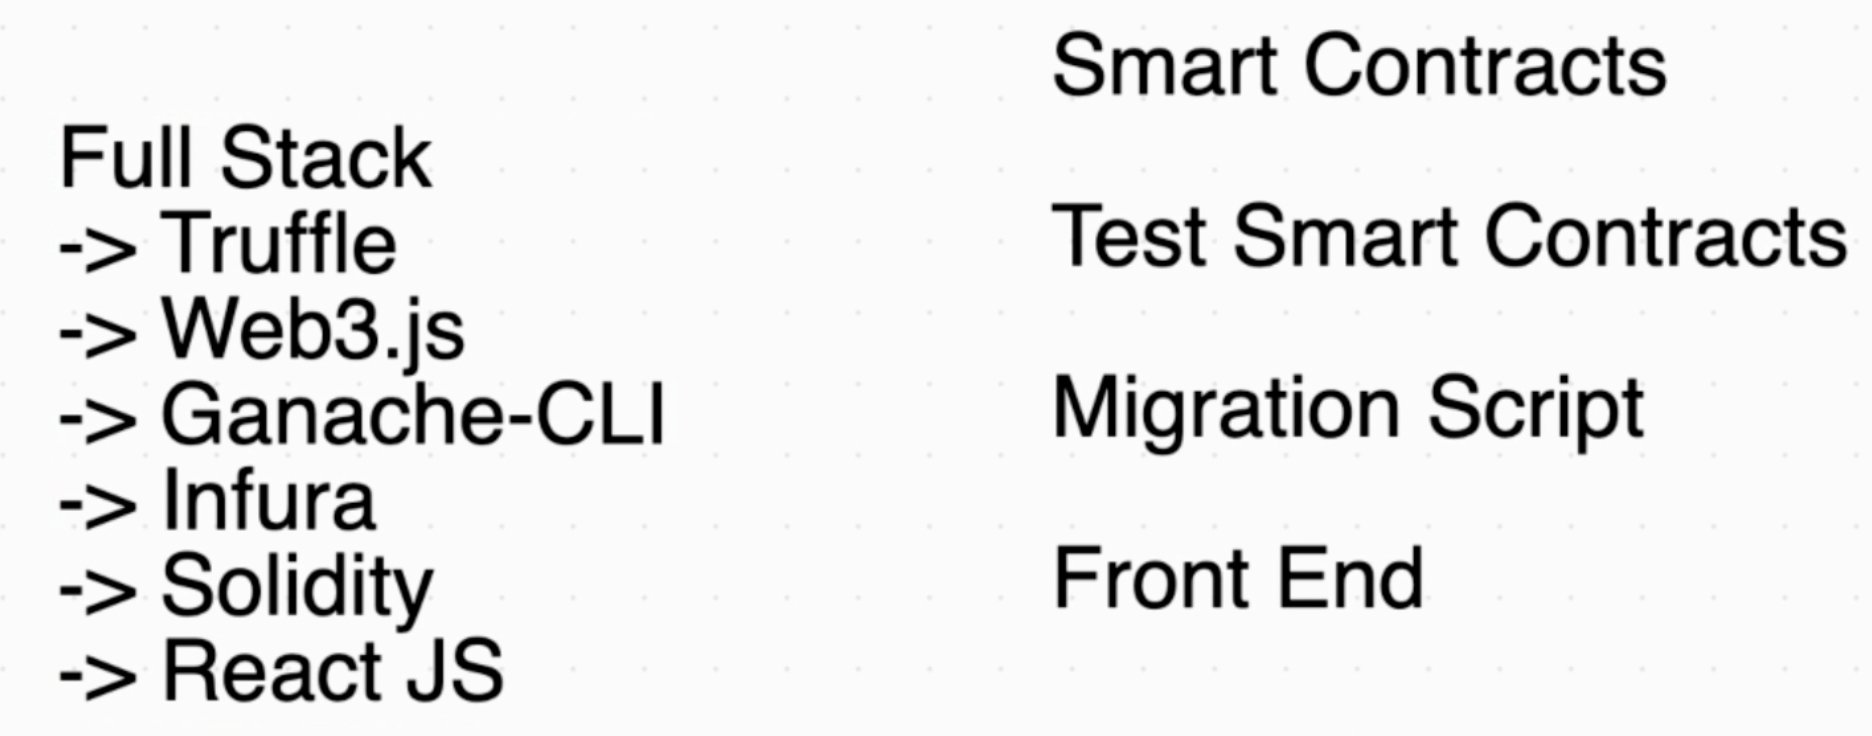 Full Stack
-> Truffle
-> Web3.js
-> Ganache-CLI
-> Infura
-> Solidity
-> React JS
Smart Contracts
Test Smart Contracts
Migration Script
Front End